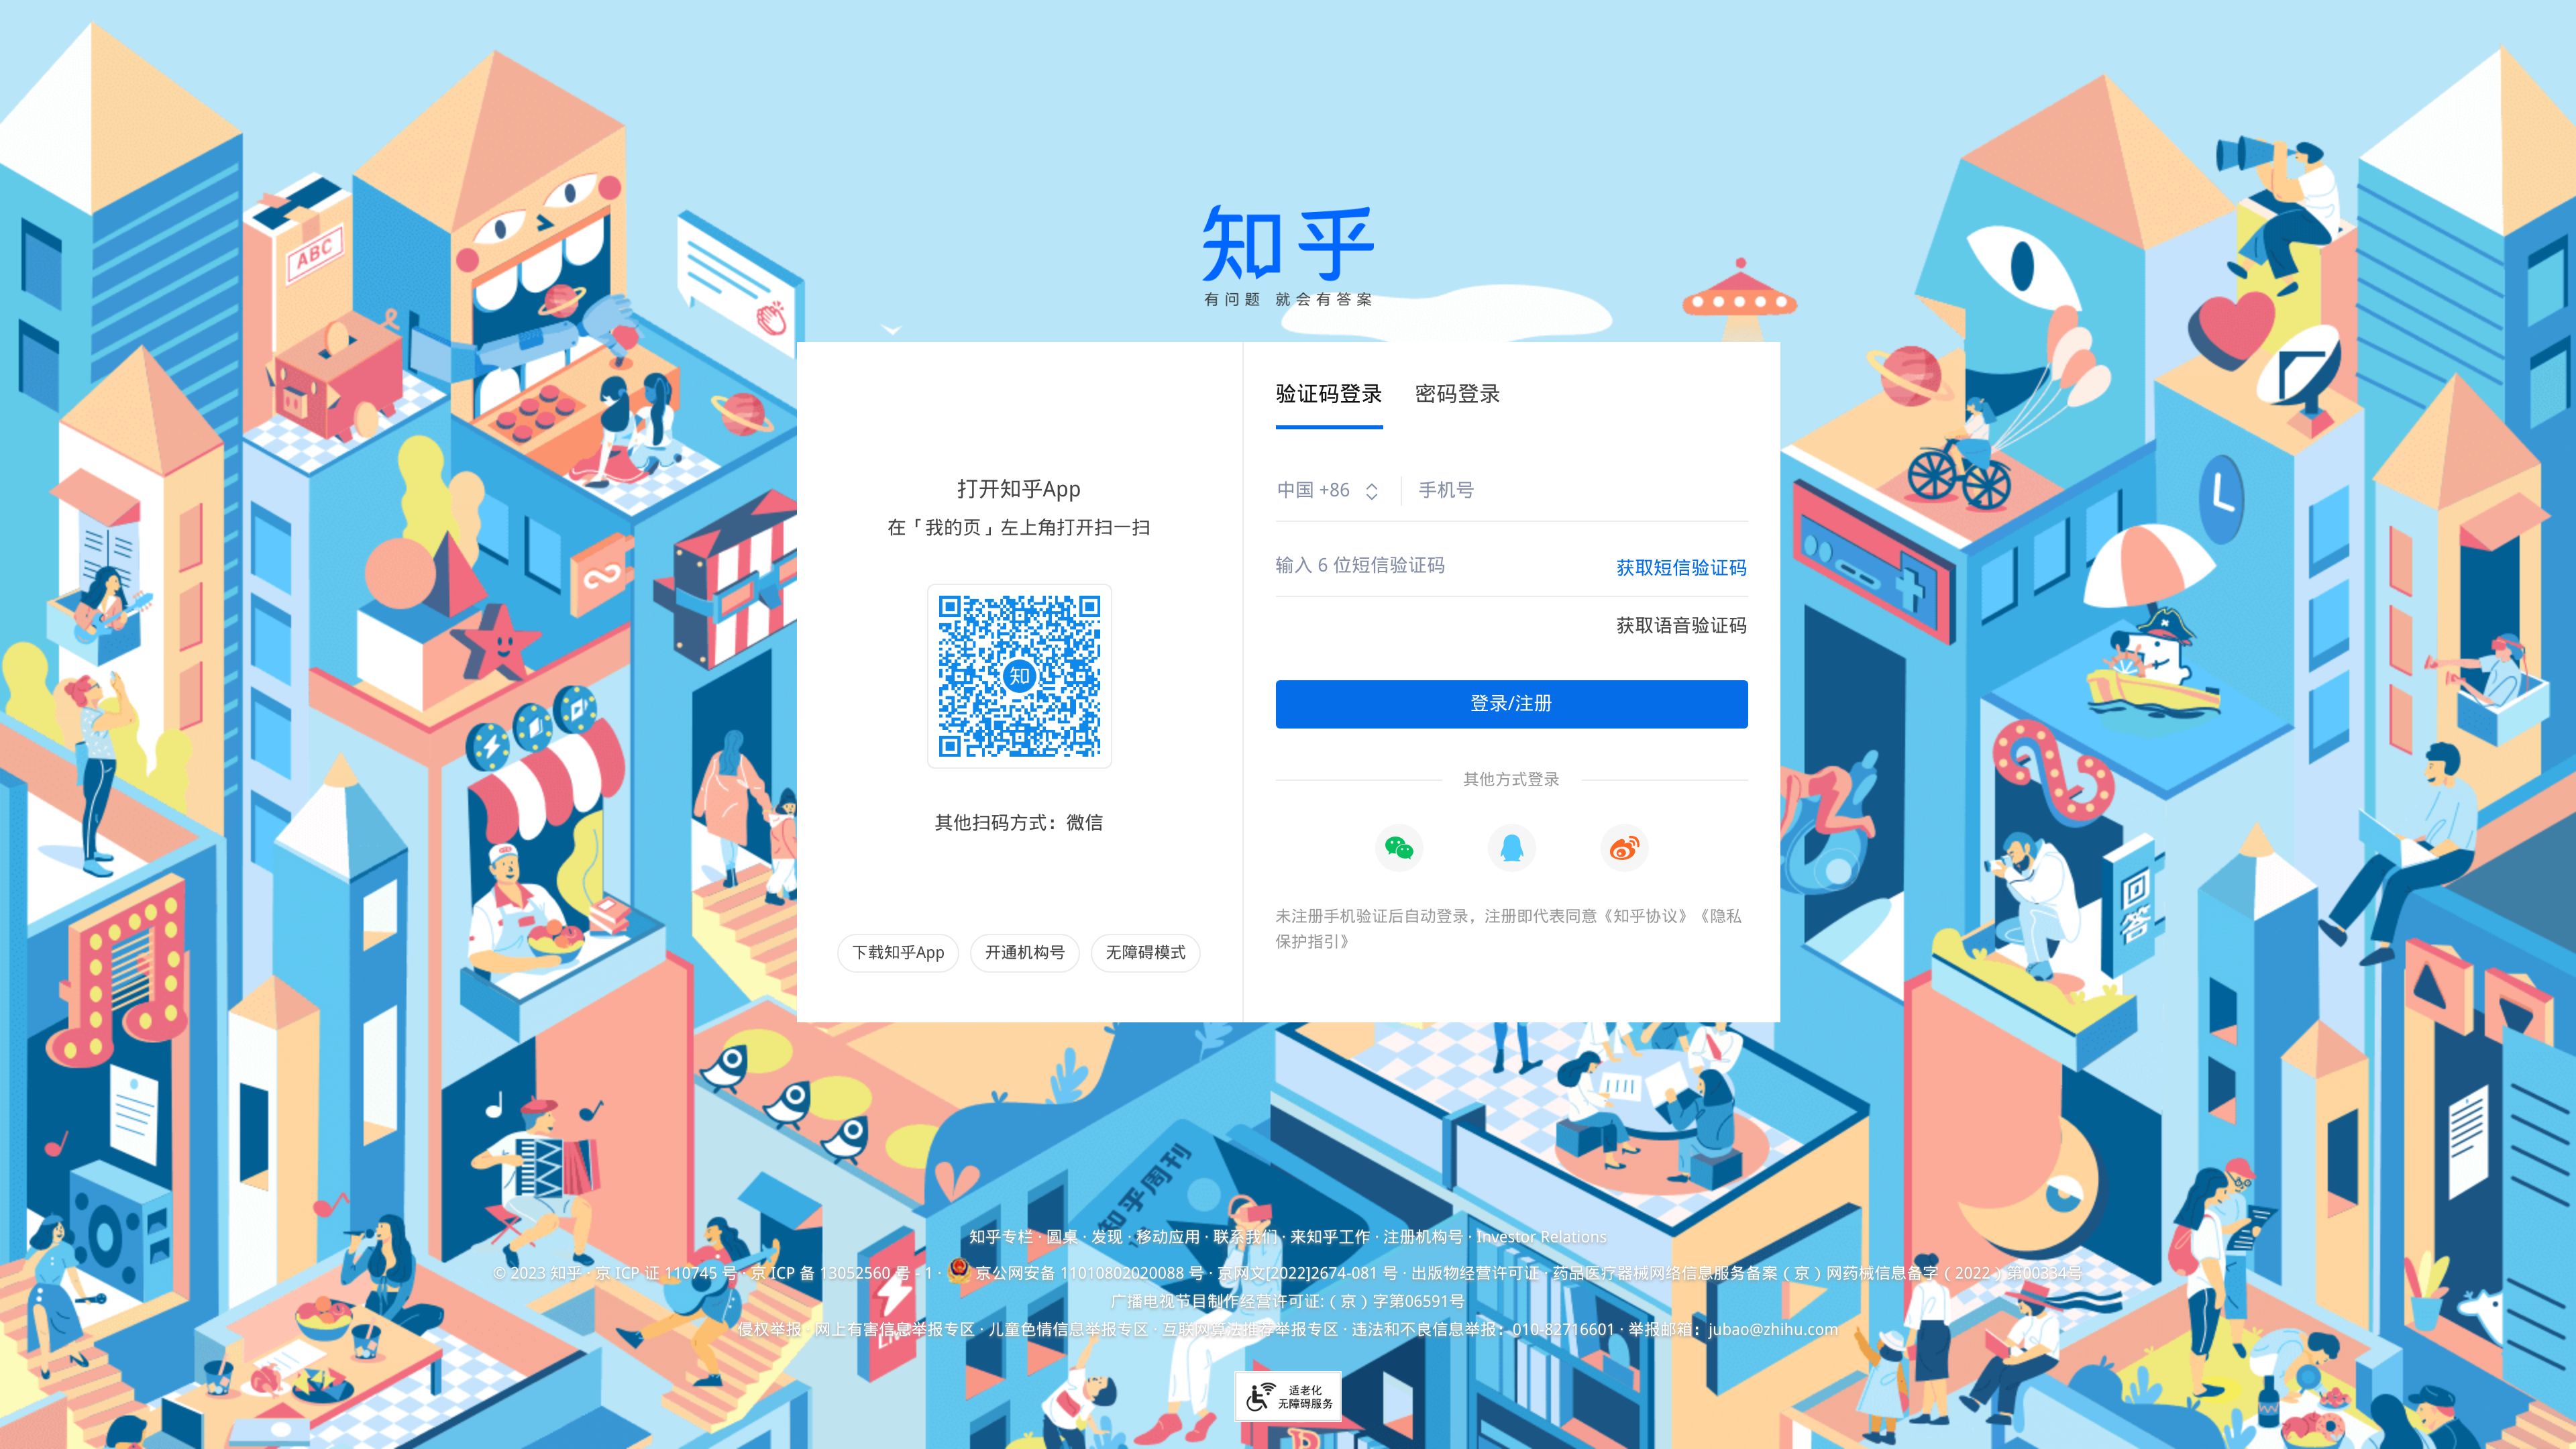 知乎
有问题 就会有答案
打开知乎App
在「我的页」左上角打开扫一扫
知
其他扫码方式：微信
下载知乎App
开通机构号
无障碍模式
验证码登录
密码登录
中国 +86
手机号
输入 6 位短信验证码
获取短信验证码
获取语音验证码
登录/注册
其他方式登录
未注册手机验证后自动登录，注册即代表同意《知乎协议》《隐私
保护指引》
ABC
回答
知乎周刊
知乎专栏 · 圆桌 · 发现 · 移动应用 · 联系我们 · 来知乎工作 · 注册机构号 · Investor Relations
© 2023 知乎 · 京 ICP 证 110745 号 · 京 ICP 备 13052560 号 - 1 · 京公网安备 11010802020088 号 · 京网文[2022]2674-081 号 · 出版物经营许可证 · 药品医疗器械网络信息服务备案（京）网药械信息备字（2022）第00334号
广播电视节目制作经营许可证:（京）字第06591号
侵权举报 · 网上有害信息举报专区 · 儿童色情信息举报专区 · 互联网算法推荐举报专区 · 违法和不良信息举报：010-82716601 · 举报邮箱：jubao@zhihu.com
适老化
无障碍服务